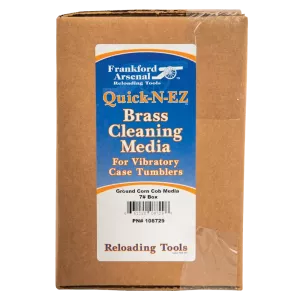 Frankford
Arsenal
Reloading Tools
Quick-N-EZ
Brass
Cleaning
Media
For Vibratory
Case Tumblers
Ground Corn Cob Media
7# Box
PN# 108729
Reloading Tools